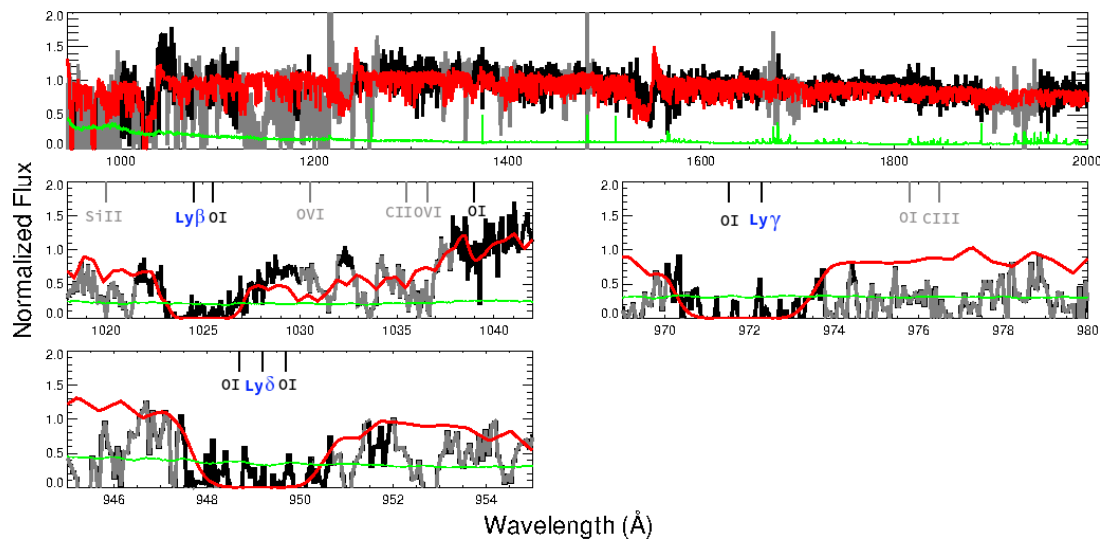 2.0
1.5
1.0
0.5
0.0
1000 1200 1400 1600 1800 2000
Normalized Flux
2.0
1.5
1.0
0.5
0.0
SiII Lyβ OI OVI CII OVI OI
1020 1025 1030 1035 1040
2.0
1.5
1.0
0.5
0.0
OI Lyγ OI CIII
970 972 974 976 978 980
2.0
1.5
1.0
0.5
0.0
OI Lyδ OI
946 948 950 952 954
Wavelength (Å)